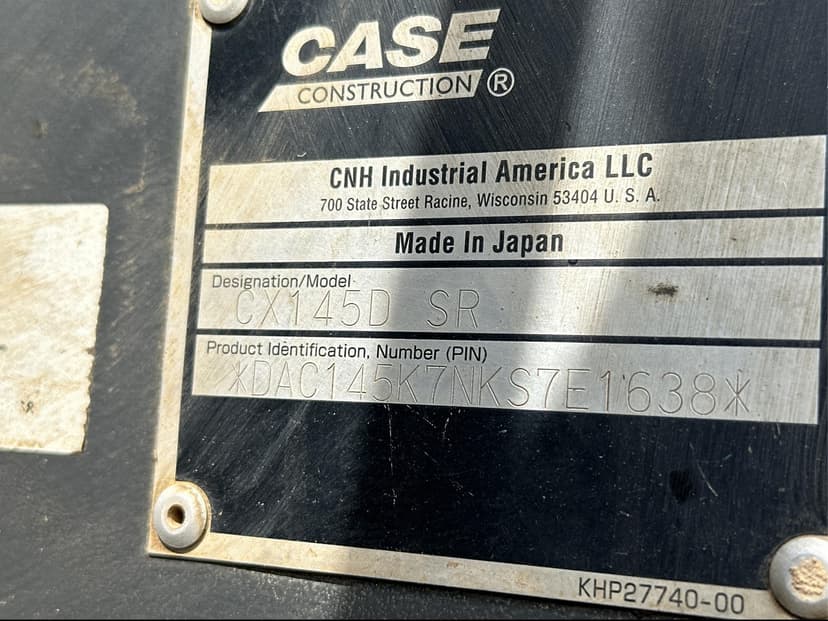 CASE
CONSTRUCTION ®
CNH Industrial America LLC
700 State Street Racine, Wisconsin 53404 U. S. A.
Made In Japan
Designation/Model
CX145D SR
Product Identification, Number (PIN)
*DAC145K7NKS7E1638*
KHP27740-00